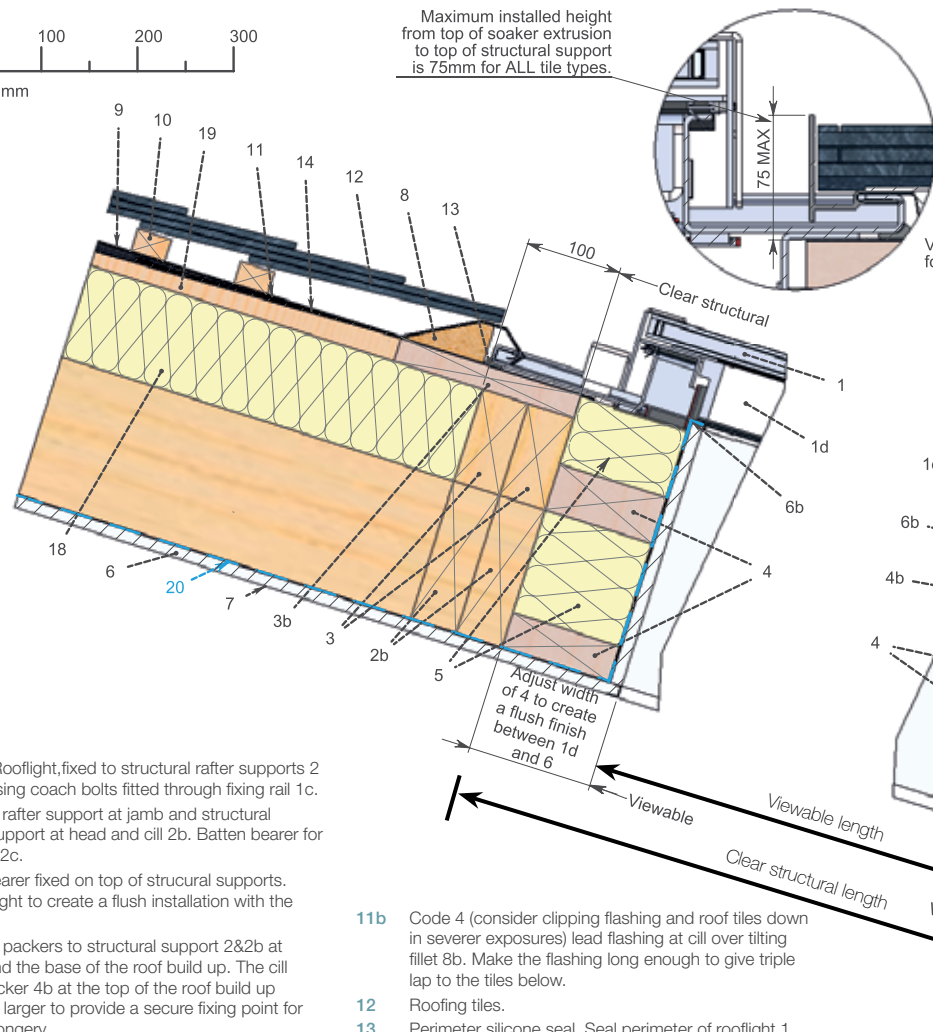 100 200 300
mm
Maximum installed height
from top of soaker extrusion
to top of structural support
is 75mm for ALL tile types.
75 MAX
V
fo
9
10
19
11
14
12
8
13
100
Clear structural
1
1d
6b
18
6
20
7
3b
3
2b
5
4
1c
6b
4b
4
Adjust width
of 4 to create
a flush finish
between 1d
and 6
Viewable
Viewable length
Clear structural length
Rooflight,fixed to structural rafter supports 2
sing coach bolts fitted through fixing rail 1c.
rafter support at jamb and structural
upport at head and cill 2b. Batten bearer for
2c.
earer fixed on top of strucural supports.
ght to create a flush installation with the
packers to structural support 2&2b at
nd the base of the roof build up. The cill
cker 4b at the top of the roof build up
larger to provide a secure fixing point for
ongery.
11b Code 4 (consider clipping flashing and roof tiles down
in severer exposures) lead flashing at cill over tilting
fillet 8b. Make the flashing long enough to give triple
lap to the tiles below.
12 Roofing tiles.
13 Perimeter silicone seal. Seal perimeter of rooflight 1